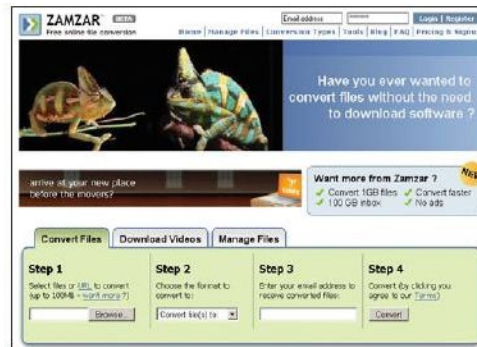 ZAMZAR BETA
Free online file conversion
Email address
Login | Register
Home | Manage Files | Conversion Types | Tools | Blog | FAQ | Pricing &
Have you ever wanted to
convert files without the need
to download software ?
arrive at your new place
before the movers?
Want more from Zamzar ?
NEW
✓ Convert 1GB files ✓ Convert faster
✓ 100 GB inbox ✓ No ads
Convert Files
Download Videos
Manage Files
Step 1
Select files or URL to convert
(up to 100MB - want more ?)
Browse...
Step 2
Choose the format to
convert to:
Convert file(s) to:
Step 3
Enter your email address to
receive converted files:
Step 4
Convert (by clicking you
agree to our Terms)
Convert